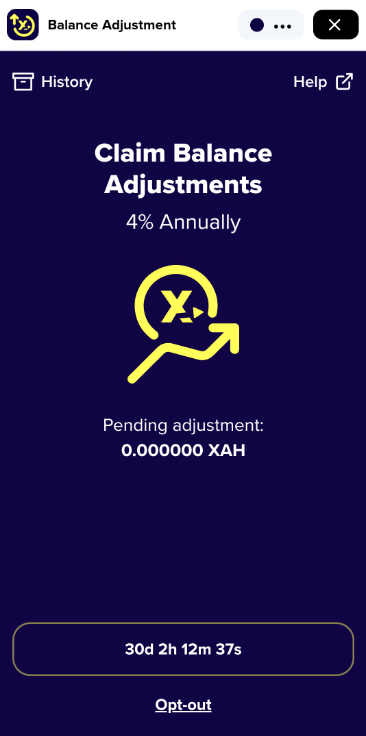 Balance Adjustment
History
Help
Claim Balance
Adjustments
4% Annually
X
Pending adjustment:
0.000000 XAH
30d 2h 12m 37s
Opt-out